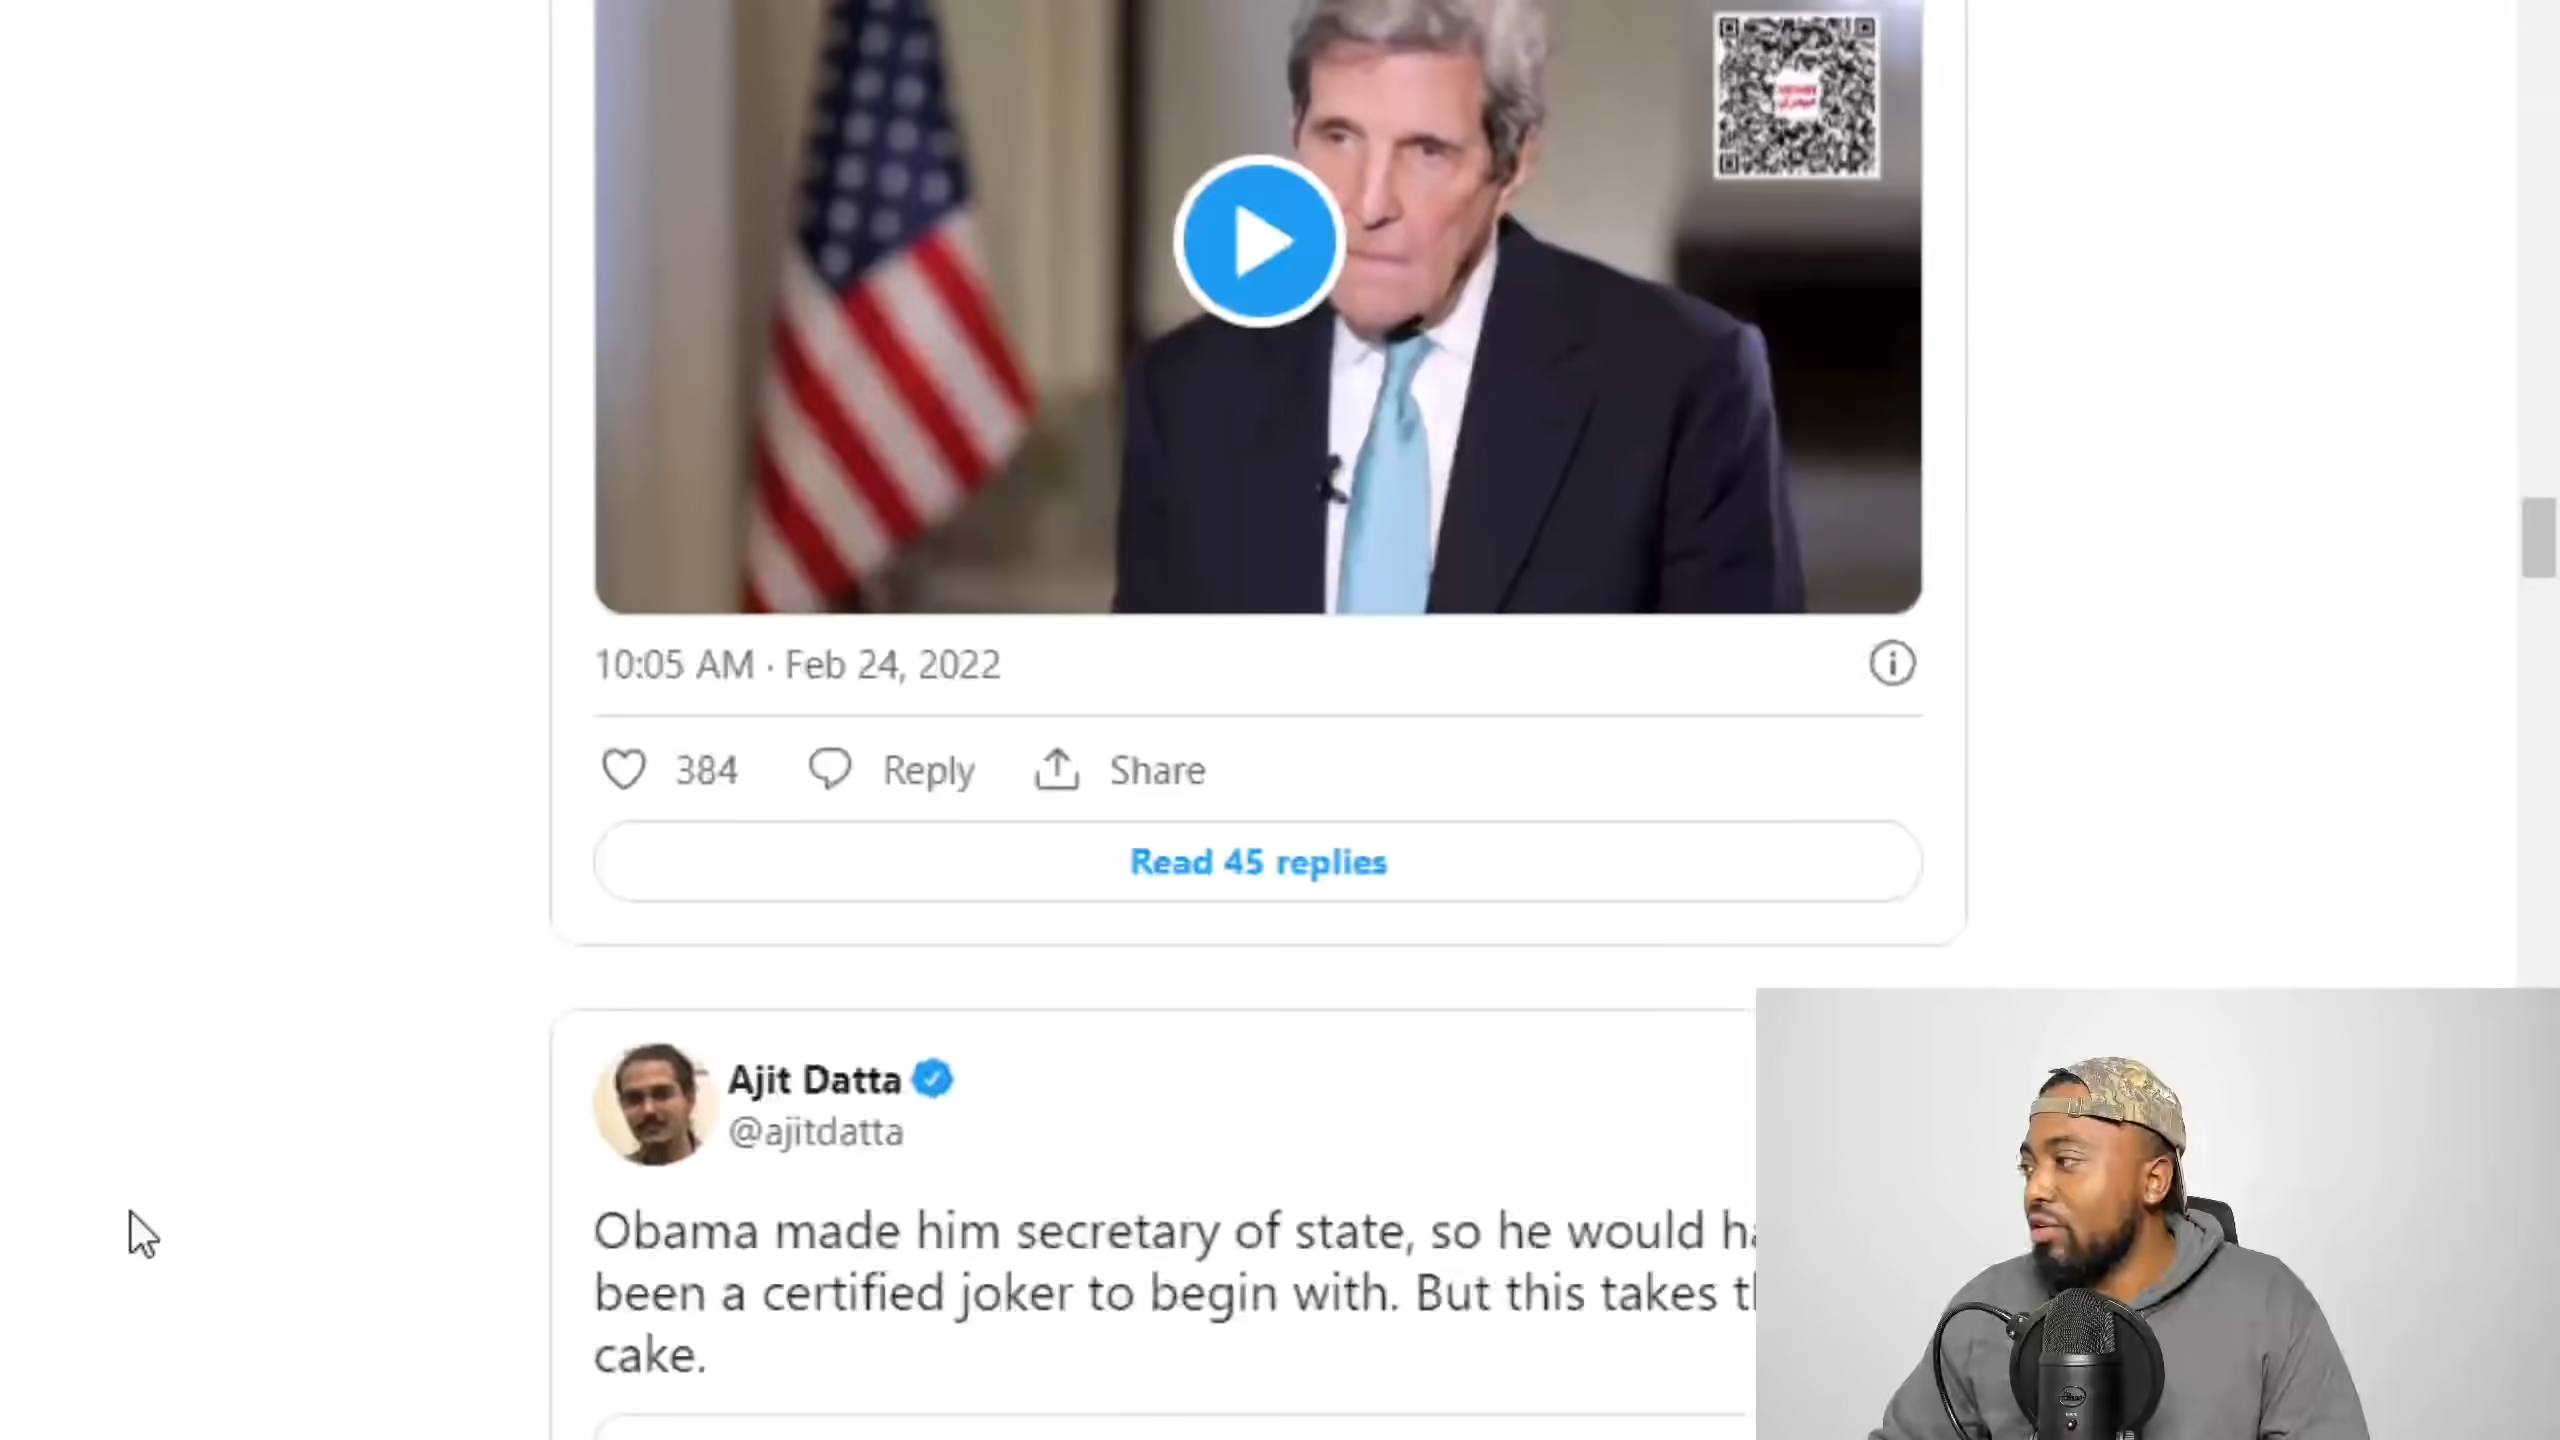 10:05 AM · Feb 24, 2022
384 Reply Share
Read 45 replies
Ajit Datta
@ajitdatta
Obama made him secretary of state, so he would
been a certified joker to begin with. But this takes
cake.